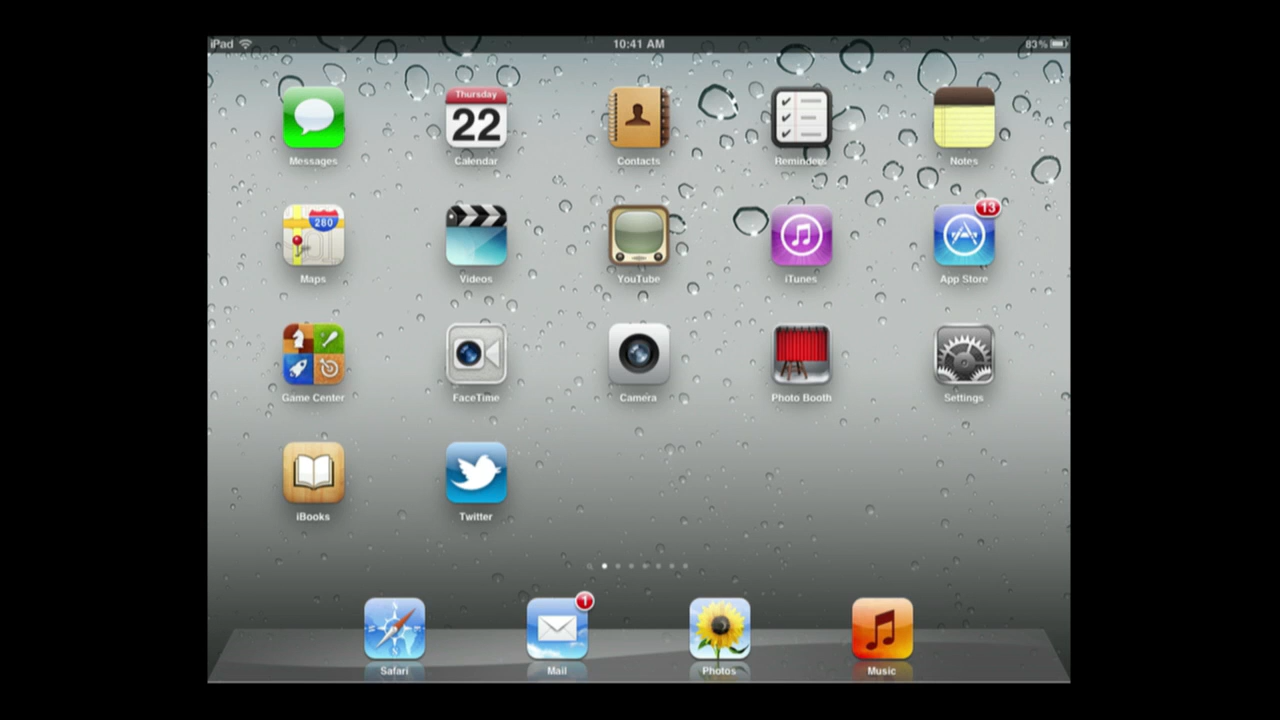 iPad 10:41 AM 83%
Thursday
22
Messages Calendar Contacts Reminders Notes
280 13
Maps Videos YouTube iTunes App Store
Game Center FaceTime Camera Photo Booth Settings
iBooks Twitter
1
Safari Mail Photos Music